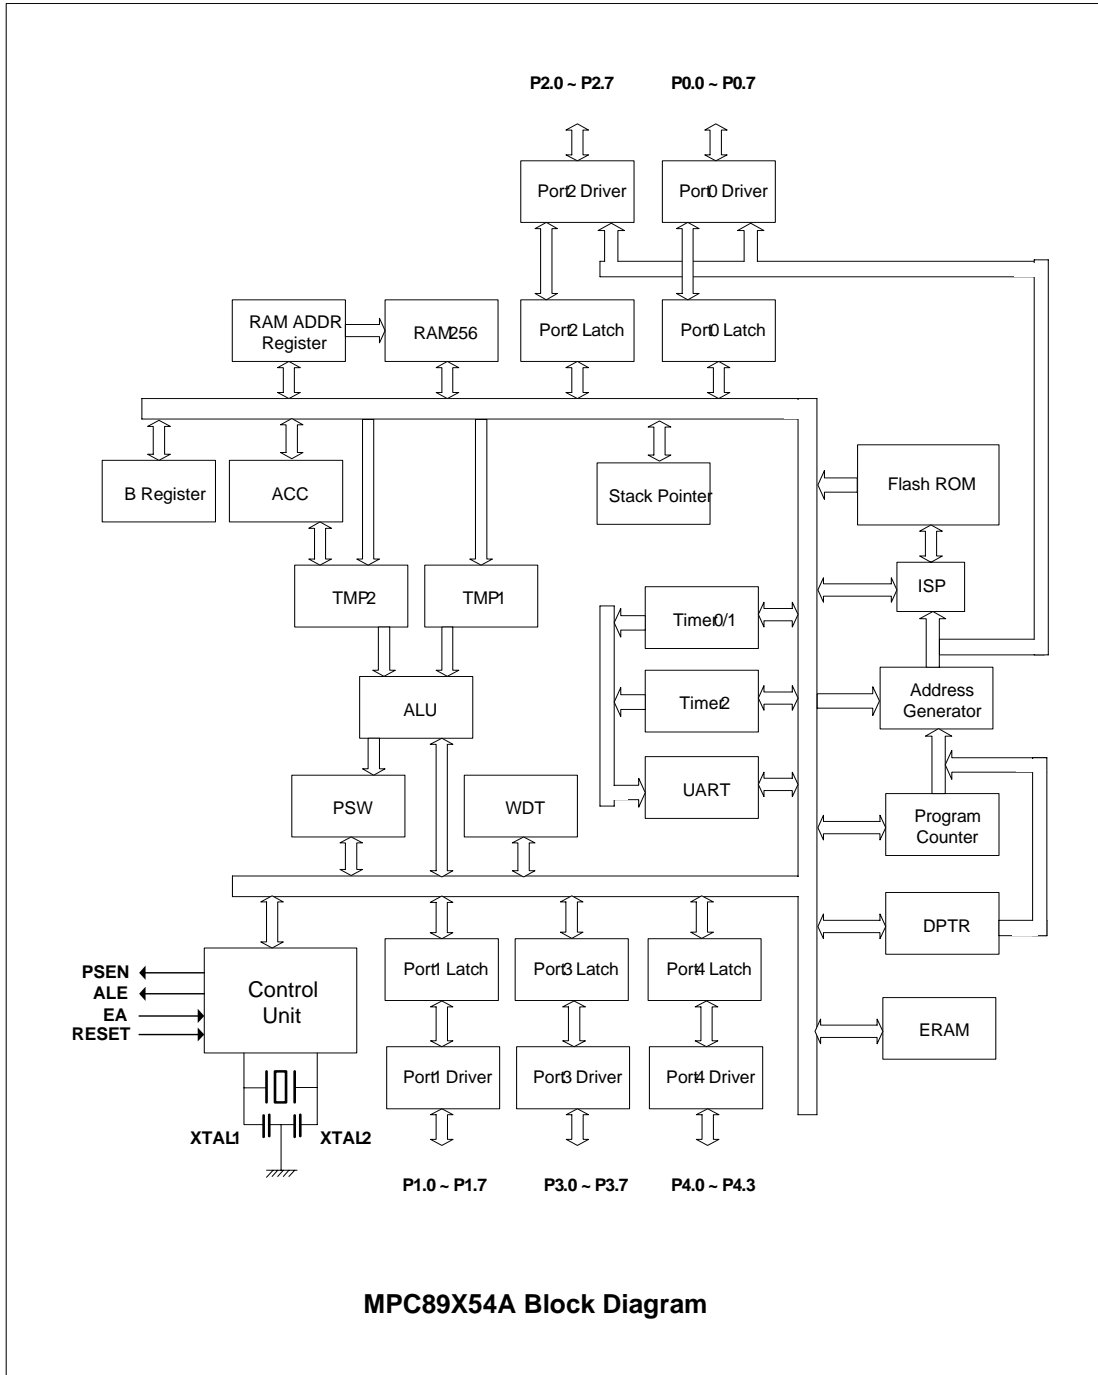 P2.0 ~ P2.7
P0.0 ~ P0.7
Port2 Driver
Port0 Driver
RAM ADDR
Register
RAM256
Port2 Latch
Port0 Latch
B Register
ACC
Stack Pointer
Flash ROM
TMP2
TMP1
Timer0/1
ISP
ALU
Timer2
Address
Generator
PSW
WDT
UART
Program
Counter
DPTR
PSEN
ALE
EA
RESET
Control
Unit
Port1 Latch
Port3 Latch
Port4 Latch
ERAM
Port1 Driver
Port3 Driver
Port4 Driver
XTAL1
XTAL2
P1.0 ~ P1.7
P3.0 ~ P3.7
P4.0 ~ P4.3
MPC89X54A Block Diagram